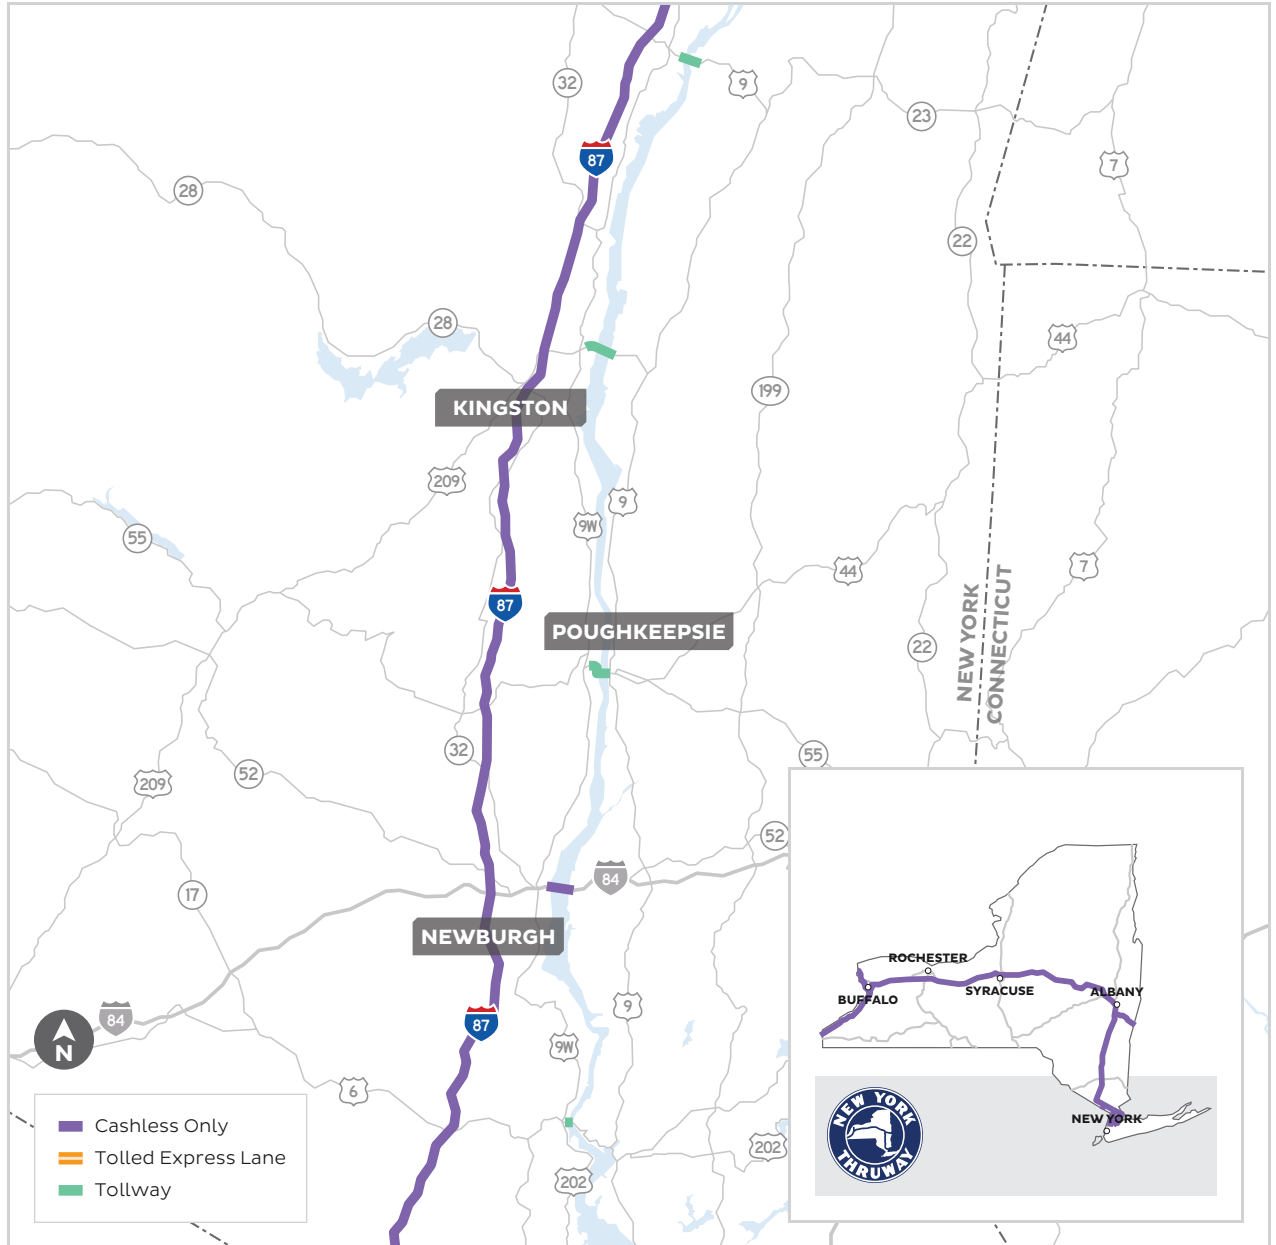 32
9
23
87
7
28
22
28
44
199
KINGSTON
209
9
9W
55
44
7
87
NEW YORK
CONNECTICUT
POUGHKEEPSIE
22
32
55
209
52
52
84
17
NEWBURGH
9
84
87
N
9W
6
202
202
Cashless Only
Tolled Express Lane
Tollway
ROCHESTER
SYRACUSE
ALBANY
BUFFALO
NEW YORK
NEW YORK
THRUWAY